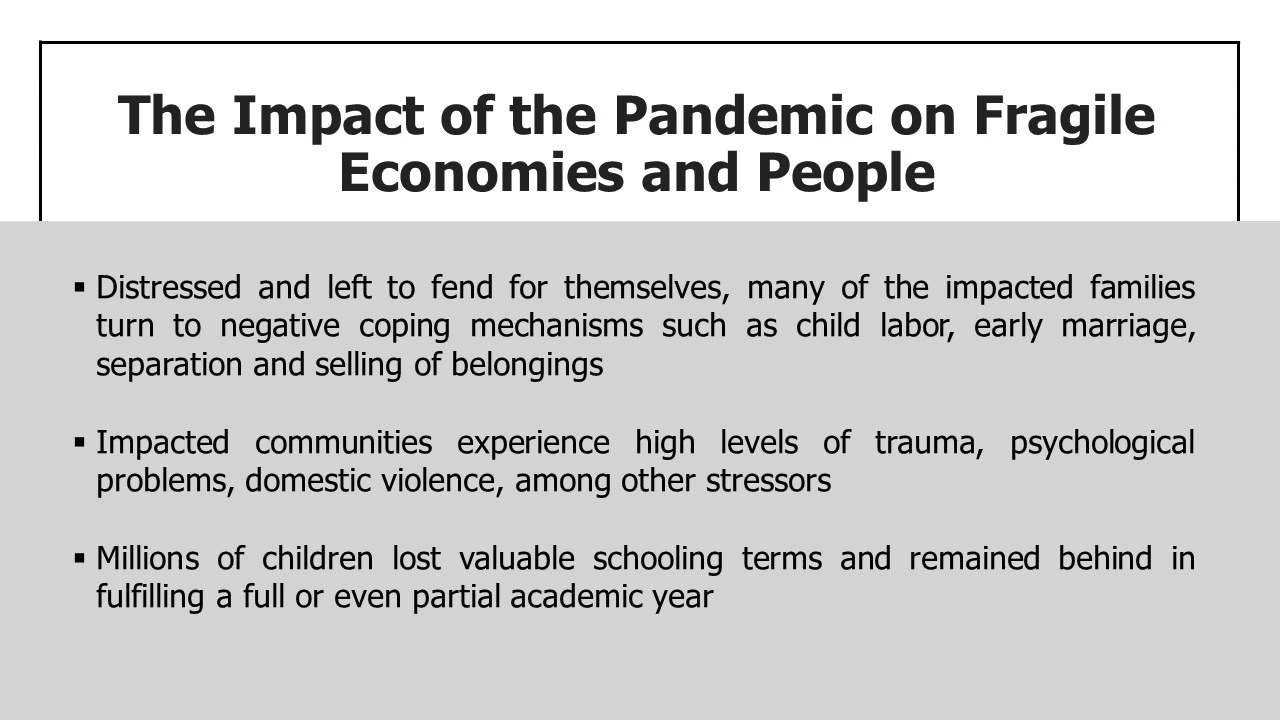 The Impact of the Pandemic on Fragile
Economies and People
▪ Distressed and left to fend for themselves, many of the impacted families
turn to negative coping mechanisms such as child labor, early marriage,
separation and selling of belongings
▪ Impacted communities experience high levels of trauma, psychological
problems, domestic violence, among other stressors
▪ Millions of children lost valuable schooling terms and remained behind in
fulfilling a full or even partial academic year